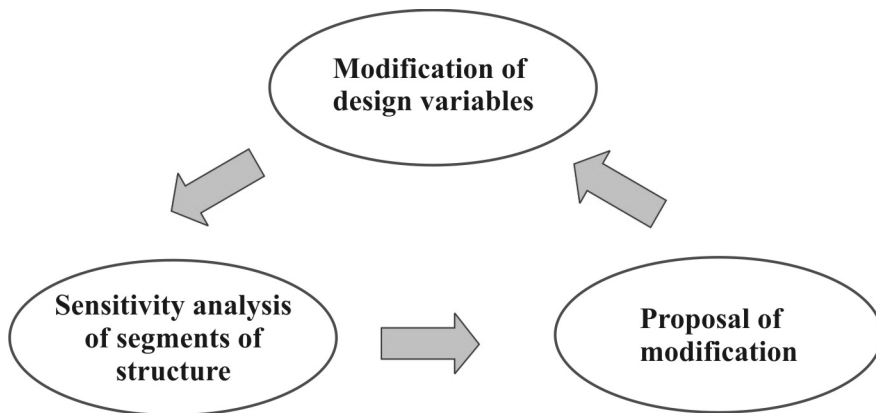 Modification of
design variables
Sensitivity analysis
of segments of
structure
Proposal of
modification